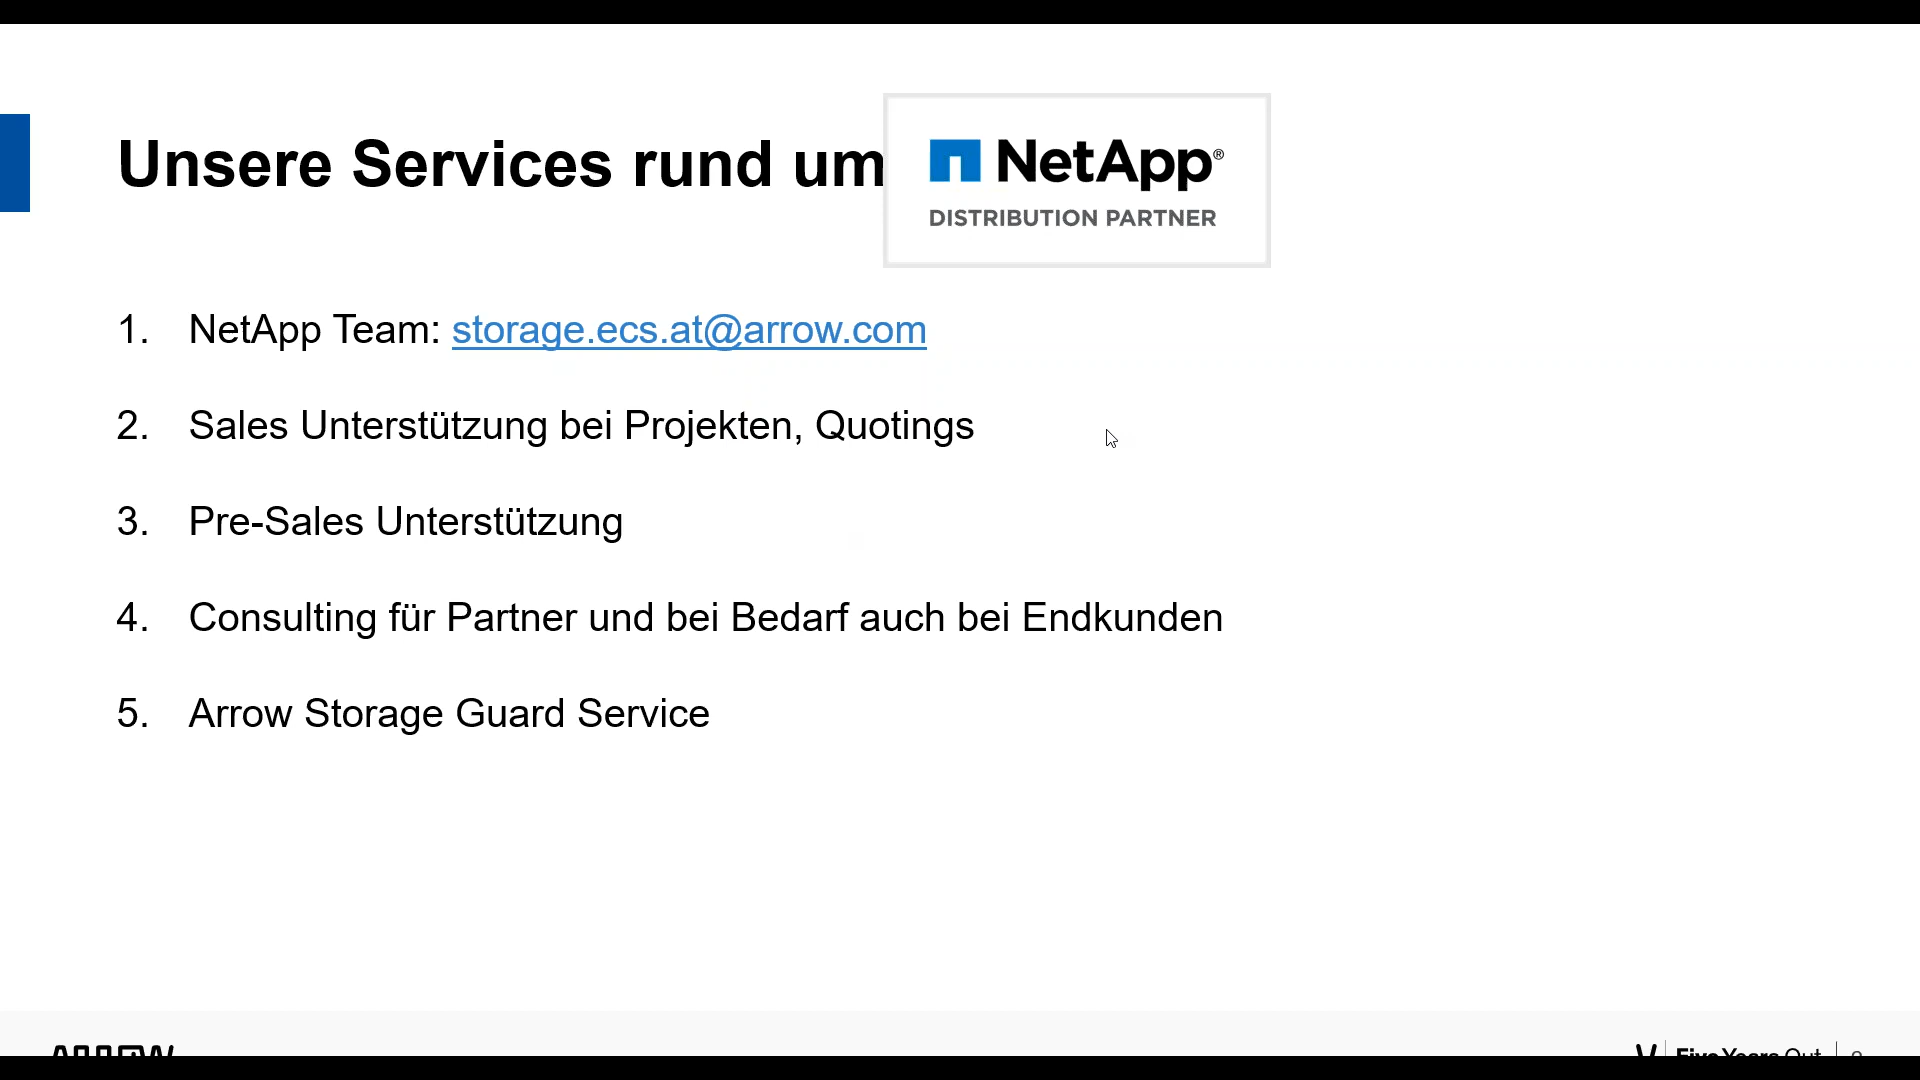 Unsere Services rund um
NetApp®
DISTRIBUTION PARTNER
1. NetApp Team: storage.ecs.at@arrow.com
2. Sales Unterstützung bei Projekten, Quotings
3. Pre-Sales Unterstützung
4. Consulting für Partner und bei Bedarf auch bei Endkunden
5. Arrow Storage Guard Service
ARROW
Five Years Out